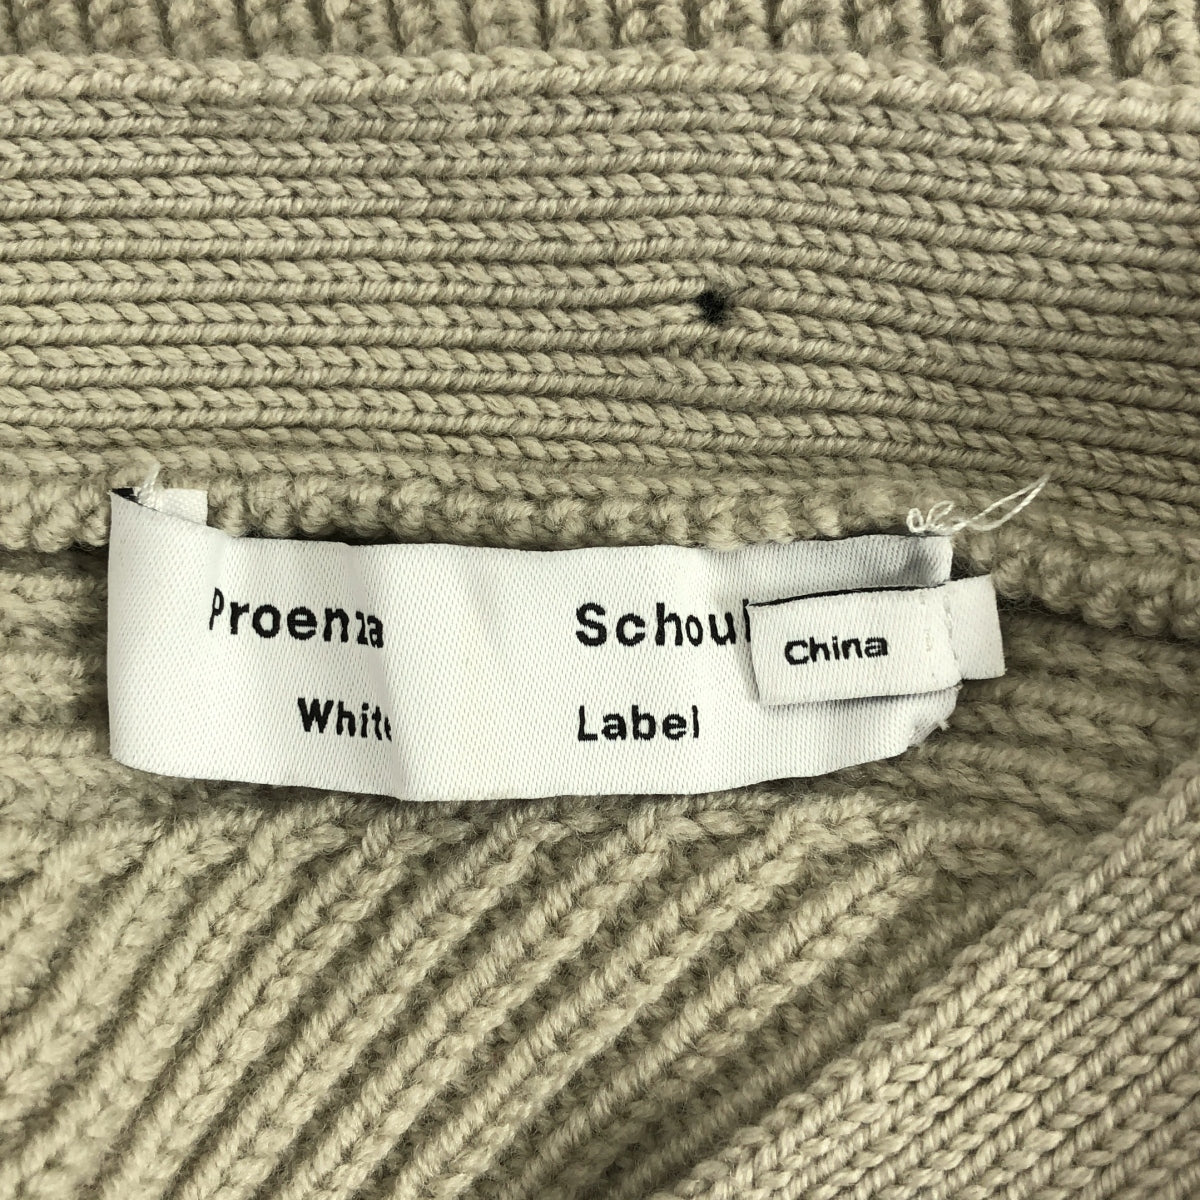 Proenza Schoul
White Label
China